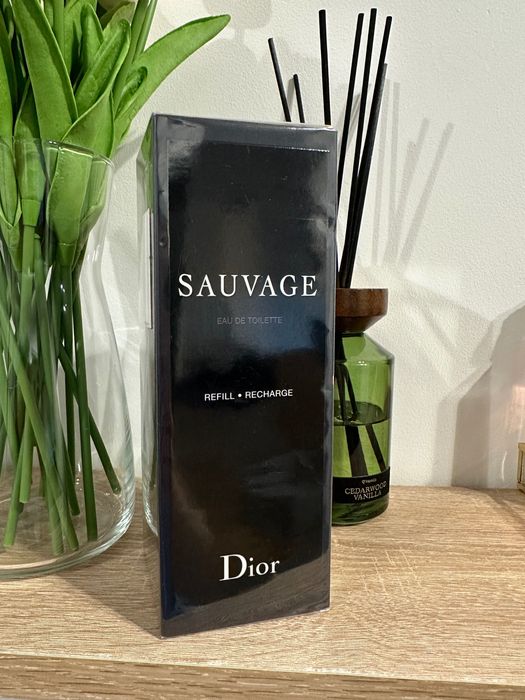 SAUVAGE
EAU DE TOILETTE
REFILL • RECHARGE
Dior
CEDARWOOD
VANILLA